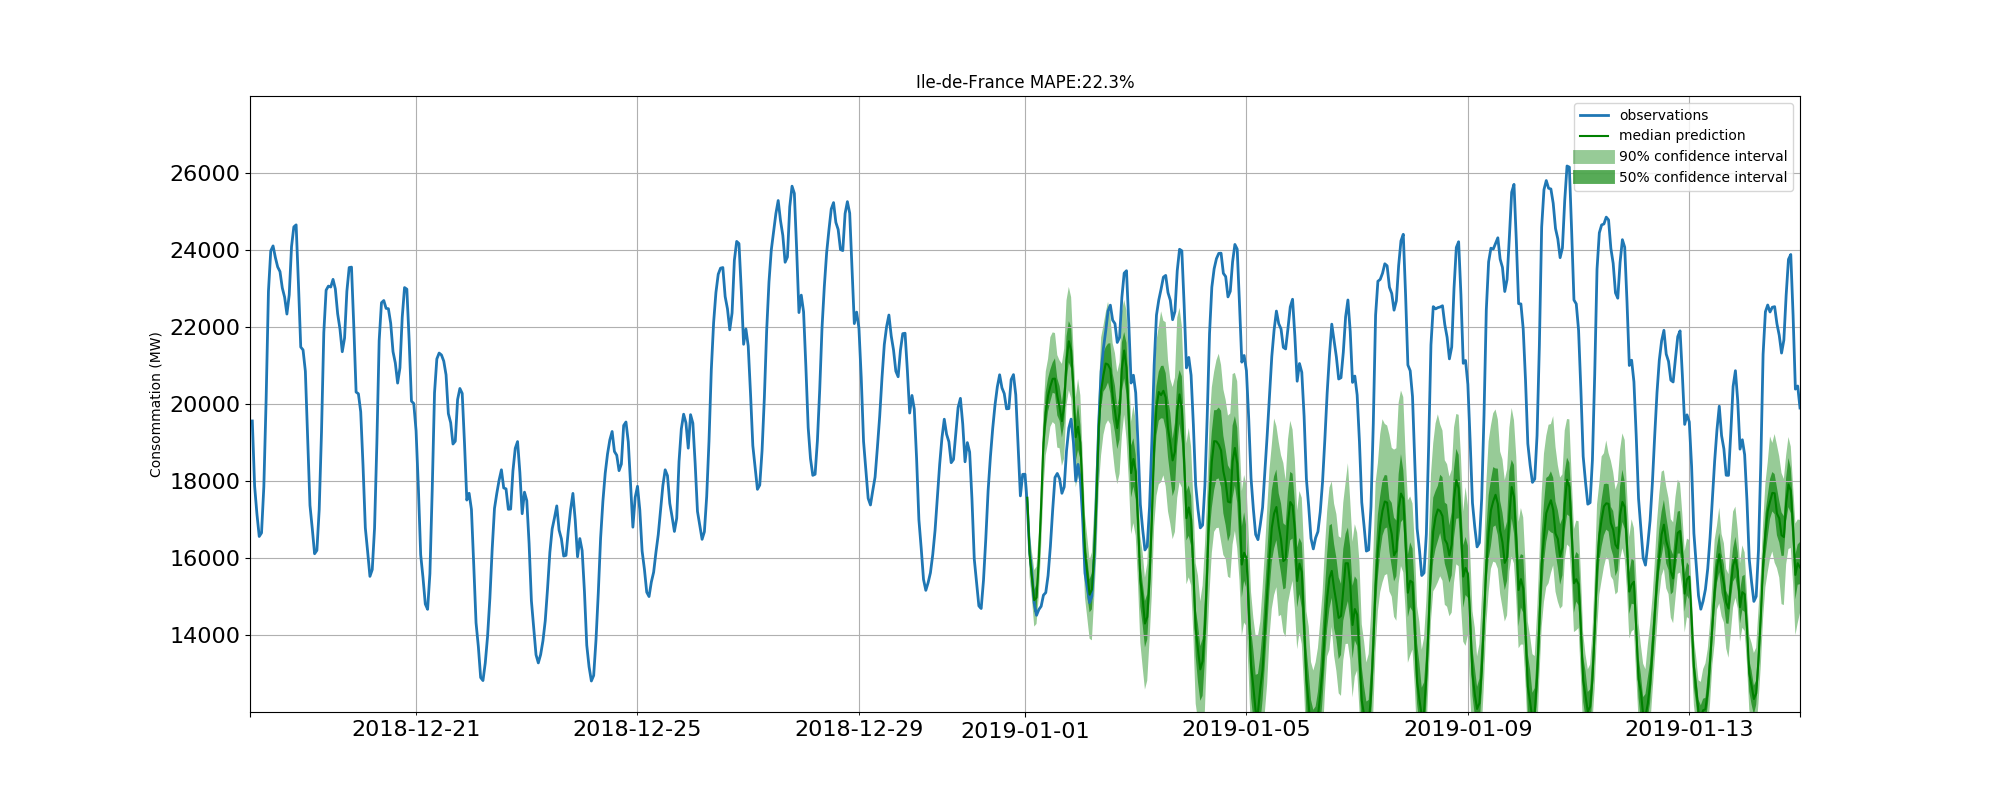 Ile-de-France MAPE:22.3%
observations
median prediction
90% confidence interval
50% confidence interval
Consommation (MW)
26000
24000
22000
20000
18000
16000
14000
2018-12-21
2018-12-25
2018-12-29
2019-01-01
2019-01-05
2019-01-09
2019-01-13